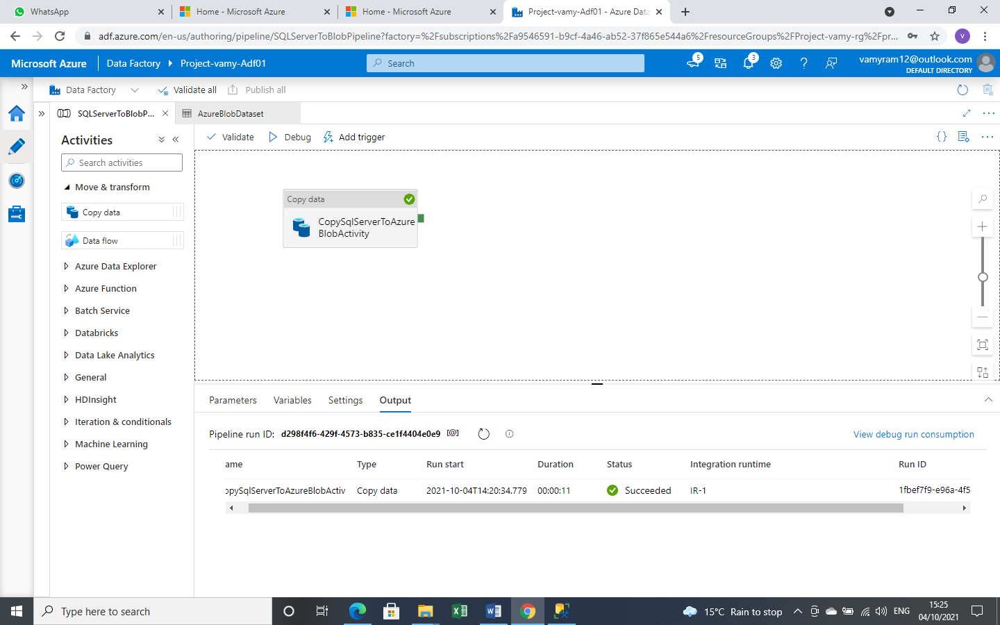 WhatsApp
Home - Microsoft Azure
Home - Microsoft Azure
Project-vamy-Adf01 - Azure Data
adf.azure.com/en-us/authoring/pipeline/SQLServerToBlobPipeline?factory=%2Fsubscriptions%2Fa9546591-b9cf-4a46-ab52-37f865e544a6%2FresourceGroups%2FProject-vamy-rg%2Fpr...
V
Microsoft Azure
Data Factory
Project-vamy-Adf01
Search
5
3
vamyram12@outlook.com
DEFAULT DIRECTORY
Data Factory
Validate all
Publish all
SQLServerToBlobP...
AzureBlobDataset
Activities
Validate
Debug
Add trigger
Search activities
Move & transform
Copy data
Data flow
Azure Data Explorer
Azure Function
Batch Service
Databricks
Data Lake Analytics
General
HDInsight
Iteration & conditionals
Machine Learning
Power Query
Copy data
CopySqlServerToAzure
BlobActivity
Parameters
Variables
Settings
Output
Pipeline run ID: d298f4f6-429f-4573-b835-ce1f4404e0e9
View debug run consumption
ame Type Run start Duration Status Integration runtime Run ID
opySqlServerToAzureBlobActiv Copy data 2021-10-04T14:20:34.779 00:00:11 Succeeded IR-1 1fbef7f9-e96a-4f5
Type here to search
15°C Rain to stop
ENG
15:25
04/10/2021